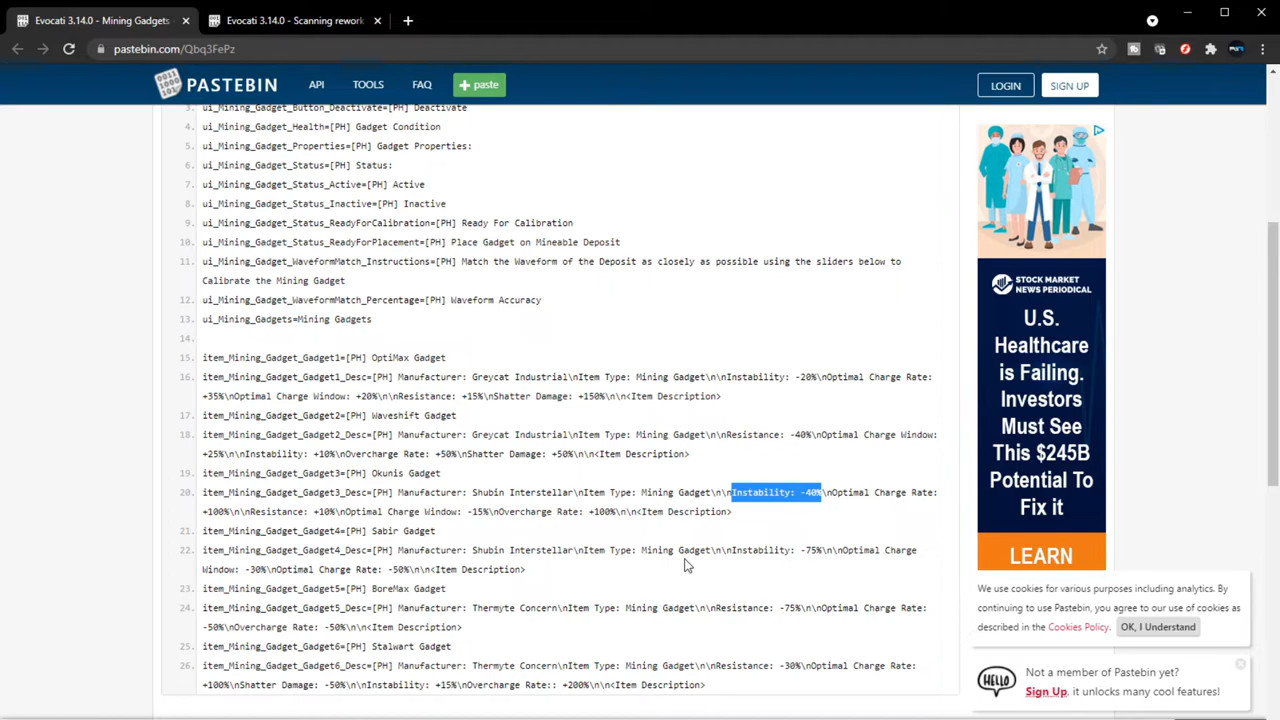 Evocati 3.14.0 - Mining Gadgets
Evocati 3.14.0 - Scanning rework
pastebin.com/Qbq3FePz
PASTEBIN
API
TOOLS
FAQ
+ paste
LOGIN
SIGN UP
3. ui_Mining_Gadget_Button_Deactivate=[PH] Deactivate
4. ui_Mining_Gadget_Health=[PH] Gadget Condition
5. ui_Mining_Gadget_Properties=[PH] Gadget Properties:
6. ui_Mining_Gadget_Status=[PH] Status:
7. ui_Mining_Gadget_Status_Active=[PH] Active
8. ui_Mining_Gadget_Status_Inactive=[PH] Inactive
9. ui_Mining_Gadget_Status_ReadyForCalibration=[PH] Ready For Calibration
10. ui_Mining_Gadget_Status_ReadyForPlacement=[PH] Place Gadget on Mineable Deposit
11. ui_Mining_Gadget_WaveformMatch_Instructions=[PH] Match the Waveform of the Deposit as closely as possible using the sliders below to
Calibrate the Mining Gadget
12. ui_Mining_Gadget_WaveformMatch_Percentage=[PH] Waveform Accuracy
13. ui_Mining_Gadgets=Mining Gadgets
14.
15. item_Mining_Gadget_Gadget1=[PH] OptiMax Gadget
16. item_Mining_Gadget_Gadget1_Desc=[PH] Manufacturer: Greycat Industrial\nItem Type: Mining Gadget\n\nInstability: -20%\nOptimal Charge Rate:
+35%\nOptimal Charge Window: +20%\n\nResistance: +15%\nShatter Damage: +150%\n\n<Item Description>
17. item_Mining_Gadget_Gadget2=[PH] Waveshift Gadget
18. item_Mining_Gadget_Gadget2_Desc=[PH] Manufacturer: Greycat Industrial\nItem Type: Mining Gadget\n\nResistance: -40%\nOptimal Charge Window:
+25%\n\nInstability: +10%\nOvercharge Rate: +50%\nShatter Damage: +50%\n\n<Item Description>
19. item_Mining_Gadget_Gadget3=[PH] Okunis Gadget
20. item_Mining_Gadget_Gadget3_Desc=[PH] Manufacturer: Shubin Interstellar\nItem Type: Mining Gadget\n\nInstability: -40%\nOptimal Charge Rate:
+100%\n\nResistance: +10%\nOptimal Charge Window: -15%\nOvercharge Rate: +100%\n\n<Item Description>
21. item_Mining_Gadget_Gadget4=[PH] Sabir Gadget
22. item_Mining_Gadget_Gadget4_Desc=[PH] Manufacturer: Shubin Interstellar\nItem Type: Mining Gadget\n\nInstability: -75%\n\nOptimal Charge
Window: -30%\nOptimal Charge Rate: -50%\n\n<Item Description>
23. item_Mining_Gadget_Gadget5=[PH] BoreMax Gadget
24. item_Mining_Gadget_Gadget5_Desc=[PH] Manufacturer: Thermyte Concern\nItem Type: Mining Gadget\n\nResistance: -75%\n\nOptimal Charge Rate:
-50%\nOvercharge Rate: -50%\n\n<Item Description>
25. item_Mining_Gadget_Gadget6=[PH] Stalwart Gadget
26. item_Mining_Gadget_Gadget6_Desc=[PH] Manufacturer: Thermyte Concern\nItem Type: Mining Gadget\n\nResistance: -30%\nOptimal Charge Rate:
+100%\nShatter Damage: -50%\n\nInstability: +15%\nOvercharge Rate:: +200%\n\n<Item Description>
STOCK MARKET
NEWS PERIODICAL
U.S.
Healthcare
is Failing.
Investors
Must See
This $245B
Potential To
Fix it
LEARN
We use cookies for various purposes including analytics. By
continuing to use Pastebin, you agree to our use of cookies as
described in the Cookies Policy. OK, I Understand
HELLO
Not a member of Pastebin yet?
Sign Up, it unlocks many cool features!